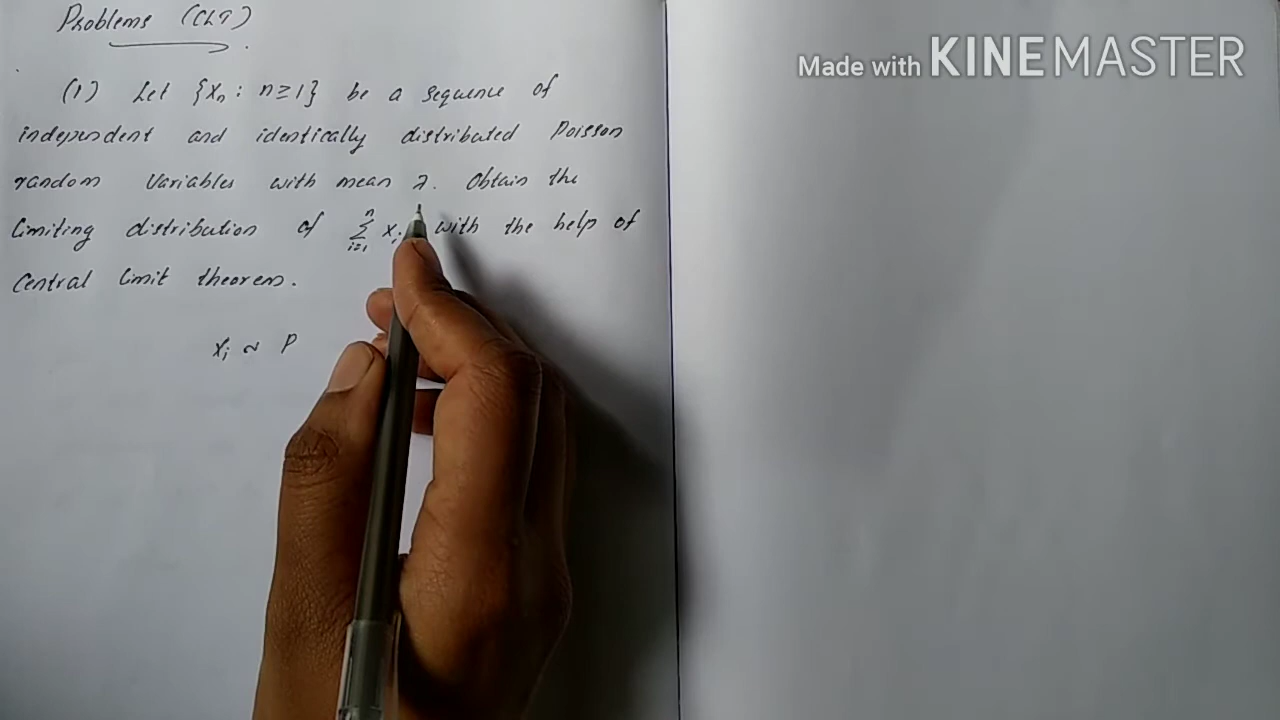 Problems (CLT)
(1) Let {Xn : n ≥ 1} be a sequence of
independent and identically distributed Poisson
random variables with mean λ. Obtain the
limiting distribution of n∑i=1 Xi with the help of
Central limit theorem.
Xi ~ P
Made with KINEMASTER